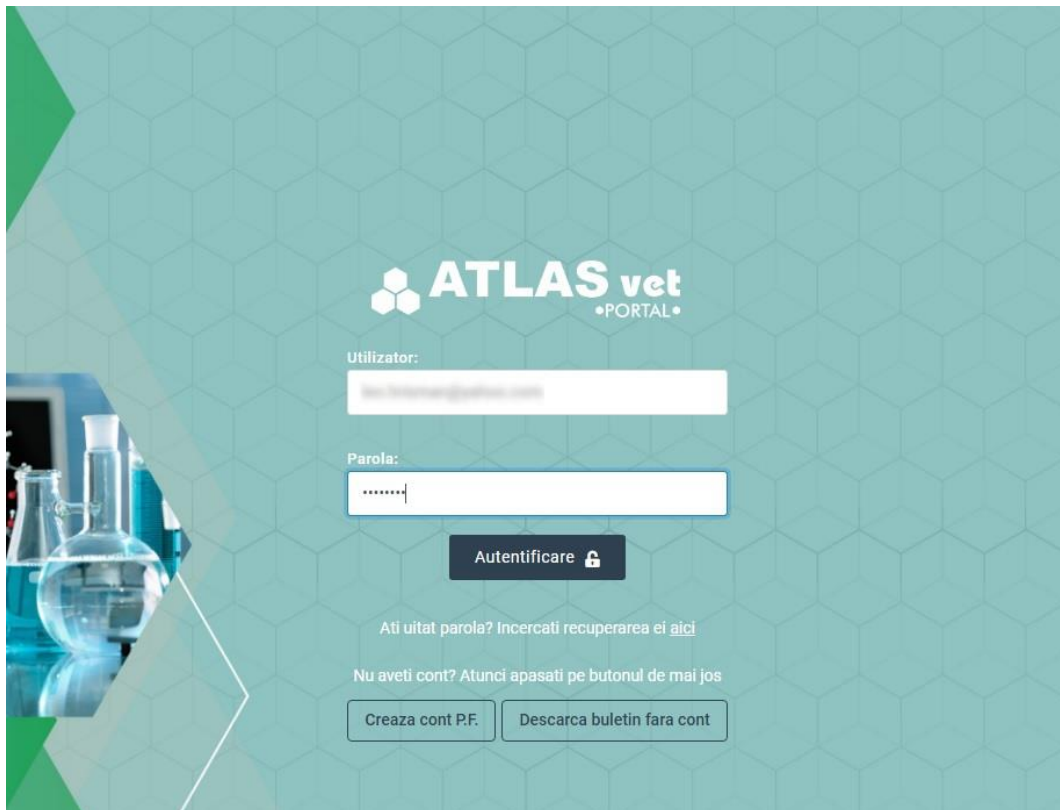 ATLAS vet
•PORTAL•
Utilizator:
Parola:
Autentificare
Ati uitat parola? Incercati recuperarea ei aici
Nu aveti cont? Atunci apasati pe butonul de mai jos
Creaza cont P.F. Descarca buletin fara cont